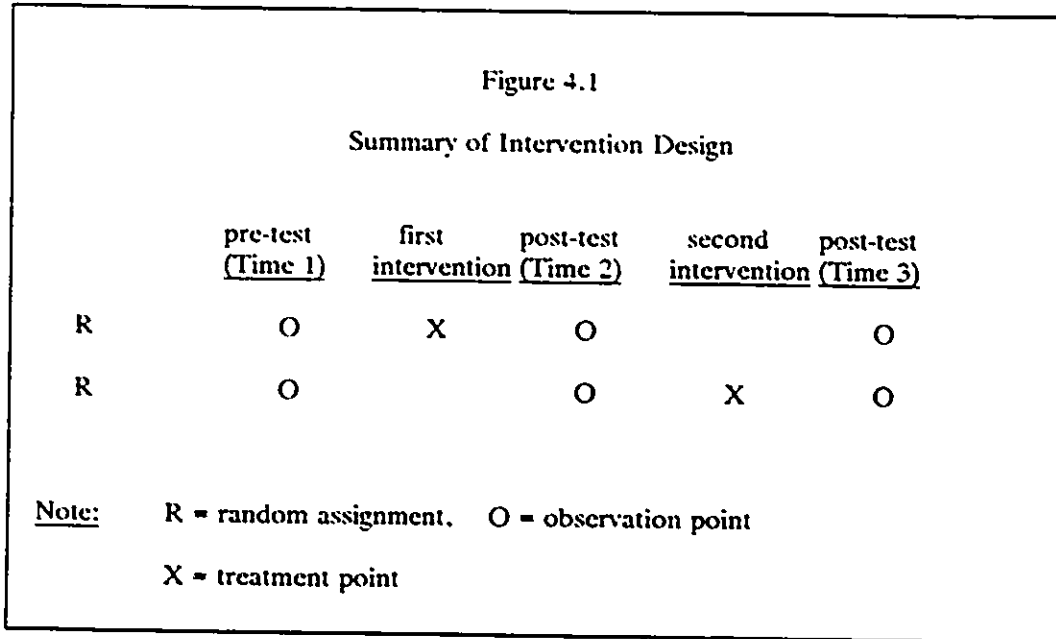 Figure 4.1
Summary of Intervention Design
pre-test first post-test second post-test
(Time 1) intervention (Time 2) intervention (Time 3)
R O X O O
R O O X O
Note: R = random assignment, O = observation point
X = treatment point